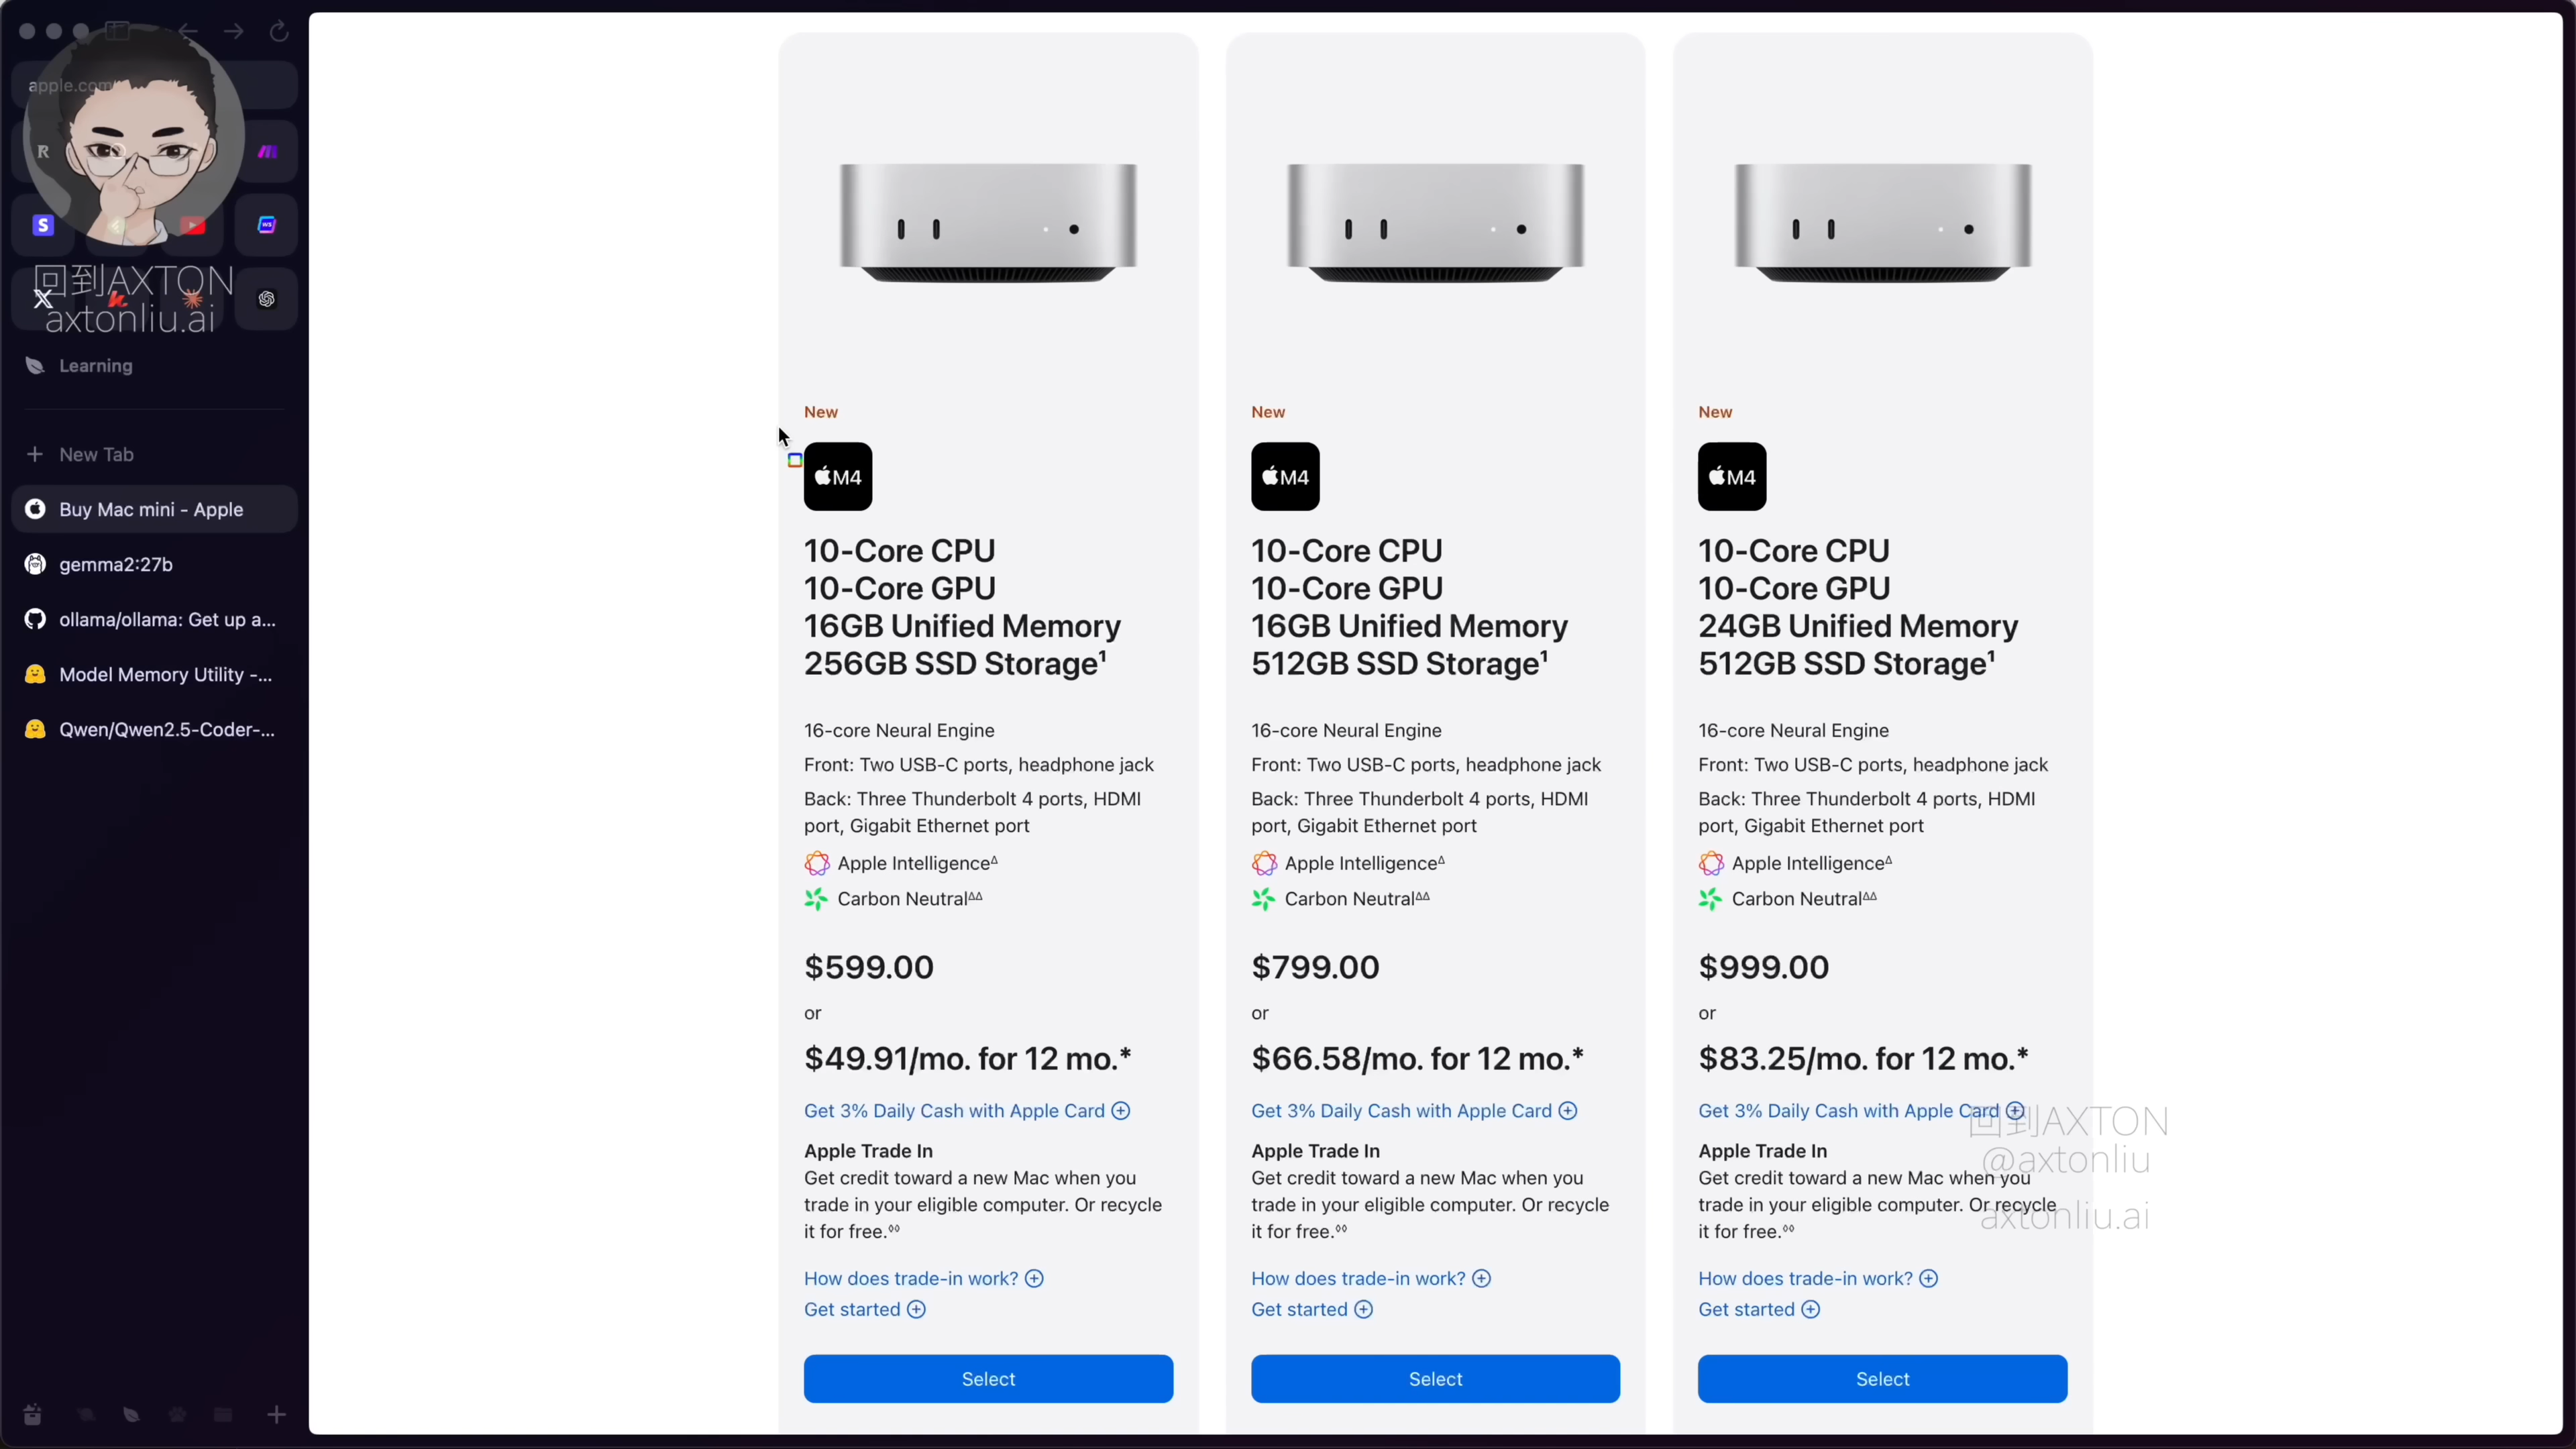 apple.com
回到AXTON
axtonliu.ai
Learning
New Tab
Buy Mac mini - Apple
gemma2:27b
ollama/ollama: Get up a...
Model Memory Utility -...
Qwen/Qwen2.5-Coder-...
New
M4
10-Core CPU
10-Core GPU
16GB Unified Memory
256GB SSD Storage¹
16-core Neural Engine
Front: Two USB-C ports, headphone jack
Back: Three Thunderbolt 4 ports, HDMI
port, Gigabit Ethernet port
Apple Intelligence∆
Carbon Neutral∆∆
$599.00
or
$49.91/mo. for 12 mo.*
Get 3% Daily Cash with Apple Card
Apple Trade In
Get credit toward a new Mac when you
trade in your eligible computer. Or recycle
it for free.◊◊
How does trade-in work?
Get started
Select
New
M4
10-Core CPU
10-Core GPU
16GB Unified Memory
512GB SSD Storage¹
16-core Neural Engine
Front: Two USB-C ports, headphone jack
Back: Three Thunderbolt 4 ports, HDMI
port, Gigabit Ethernet port
Apple Intelligence∆
Carbon Neutral∆∆
$799.00
or
$66.58/mo. for 12 mo.*
Get 3% Daily Cash with Apple Card
Apple Trade In
Get credit toward a new Mac when you
trade in your eligible computer. Or recycle
it for free.◊◊
How does trade-in work?
Get started
Select
New
M4
10-Core CPU
10-Core GPU
24GB Unified Memory
512GB SSD Storage¹
16-core Neural Engine
Front: Two USB-C ports, headphone jack
Back: Three Thunderbolt 4 ports, HDMI
port, Gigabit Ethernet port
Apple Intelligence∆
Carbon Neutral∆∆
$999.00
or
$83.25/mo. for 12 mo.*
Get 3% Daily Cash with Apple Card
Apple Trade In
Get credit toward a new Mac when you
trade in your eligible computer. Or recycle
it for free.◊◊
How does trade-in work?
Get started
Select
回到AXTON
@axtonliu
axtonliu.ai